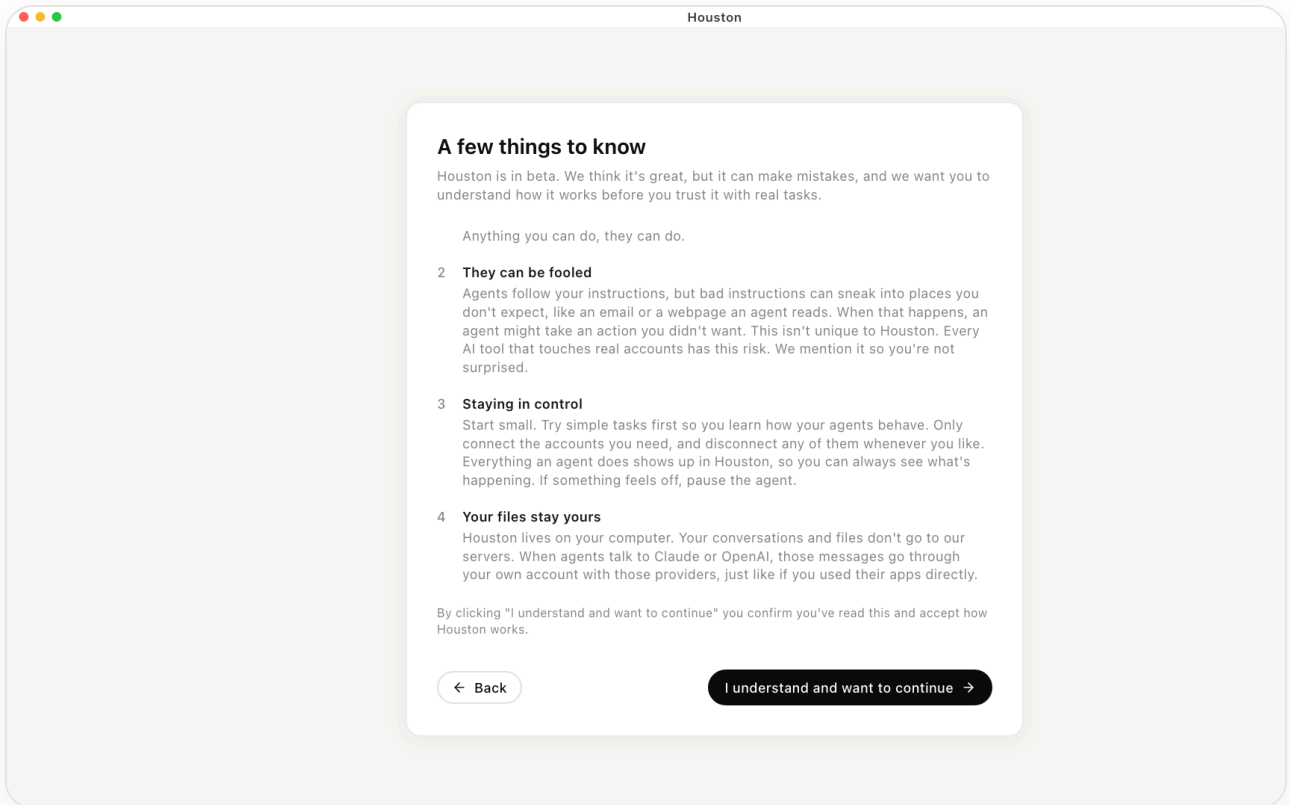 Houston
A few things to know
Houston is in beta. We think it's great, but it can make mistakes, and we want you to
understand how it works before you trust it with real tasks.
Anything you can do, they can do.
2 They can be fooled
Agents follow your instructions, but bad instructions can sneak into places you
don't expect, like an email or a webpage an agent reads. When that happens, an
agent might take an action you didn't want. This isn't unique to Houston. Every
AI tool that touches real accounts has this risk. We mention it so you're not
surprised.
3 Staying in control
Start small. Try simple tasks first so you learn how your agents behave. Only
connect the accounts you need, and disconnect any of them whenever you like.
Everything an agent does shows up in Houston, so you can always see what's
happening. If something feels off, pause the agent.
4 Your files stay yours
Houston lives on your computer. Your conversations and files don't go to our
servers. When agents talk to Claude or OpenAI, those messages go through
your own account with those providers, just like if you used their apps directly.
By clicking "I understand and want to continue" you confirm you've read this and accept how
Houston works.
← Back
I understand and want to continue →